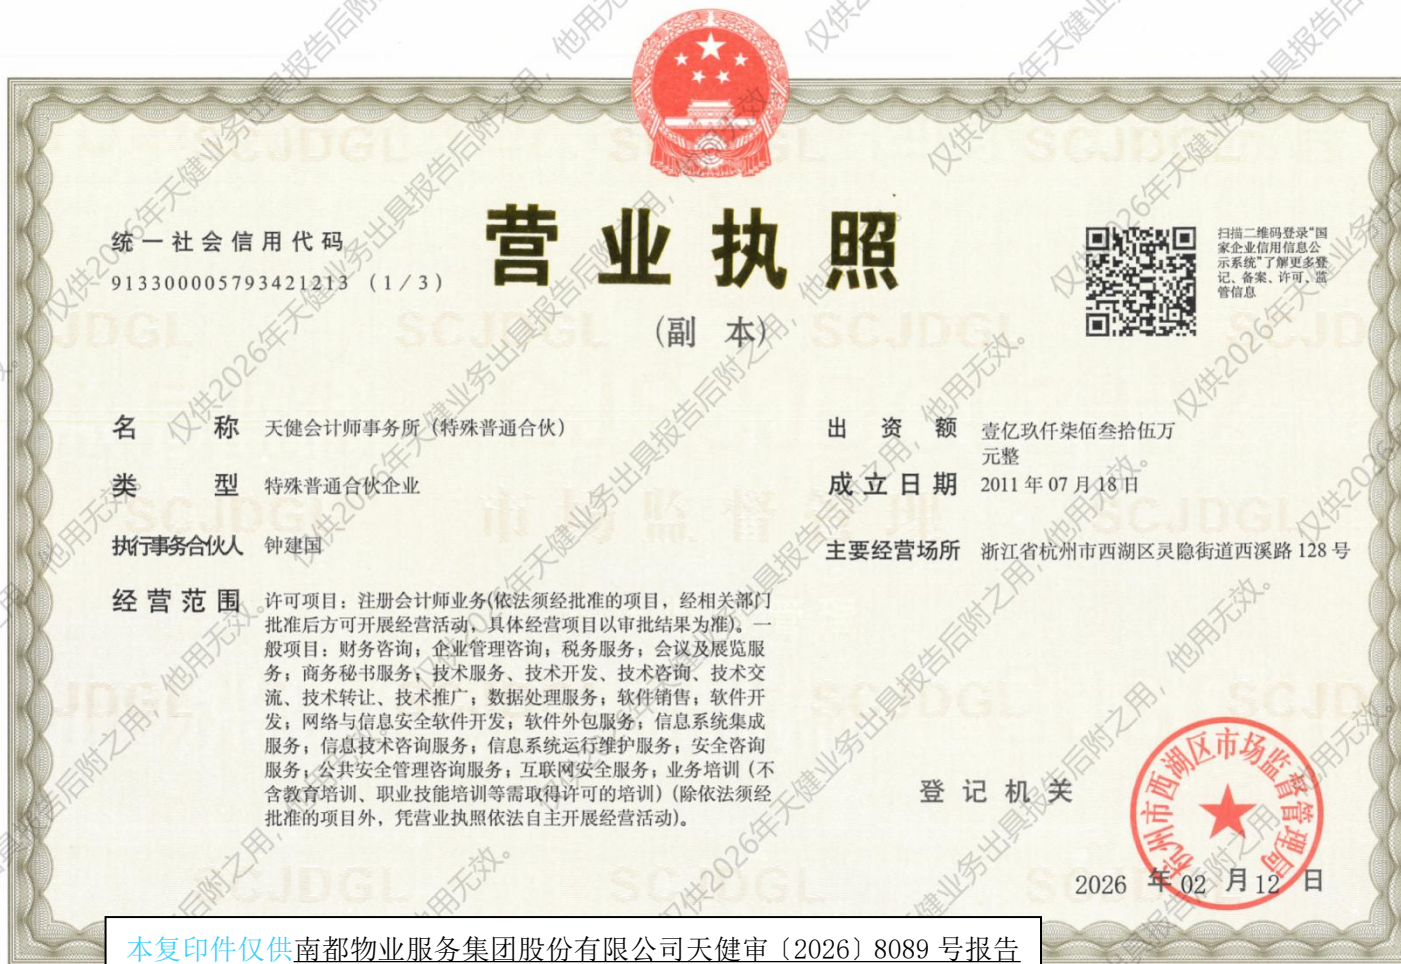 营业执照
(副 本)
统一社会信用代码
913300005793421213 (1/3)
扫描二维码登录“国
家企业信用信息公
示系统”了解更多登
记、备案、许可、监
管信息
名 称 天健会计师事务所（特殊普通合伙）
类 型 特殊普通合伙企业
执行事务合伙人 钟建国
经营范围 许可项目：注册会计师业务(依法须经批准的项目，经相关部门
批准后方可开展经营活动，具体经营项目以审批结果为准)。一
般项目：财务咨询；企业管理咨询；税务服务；会议及展览服
务；商务秘书服务；技术服务、技术开发、技术咨询、技术交
流、技术转让、技术推广；数据处理服务；软件销售；软件开
发；网络与信息安全软件开发；软件外包服务；信息系统集成
服务；信息技术咨询服务；信息系统运行维护服务；安全咨询
服务；公共安全管理咨询服务；互联网安全服务；业务培训（不
含教育培训、职业技能培训等需取得许可的培训）(除依法须经
批准的项目外，凭营业执照依法自主开展经营活动)。
出资额 壹亿玖仟柒佰叁拾伍万
元整
成立日期 2011年07月18日
主要经营场所 浙江省杭州市西湖区灵隐街道西溪路128号
登记机关
杭州市西湖区市场监督管理局
2026 年 02 月 12 日
本复印件仅供南都物业服务集团股份有限公司天健审〔2026〕8089号报告
仅供2026年天健业务出具报告后附之用，他用无效。
SCJDGL
市场监督管理